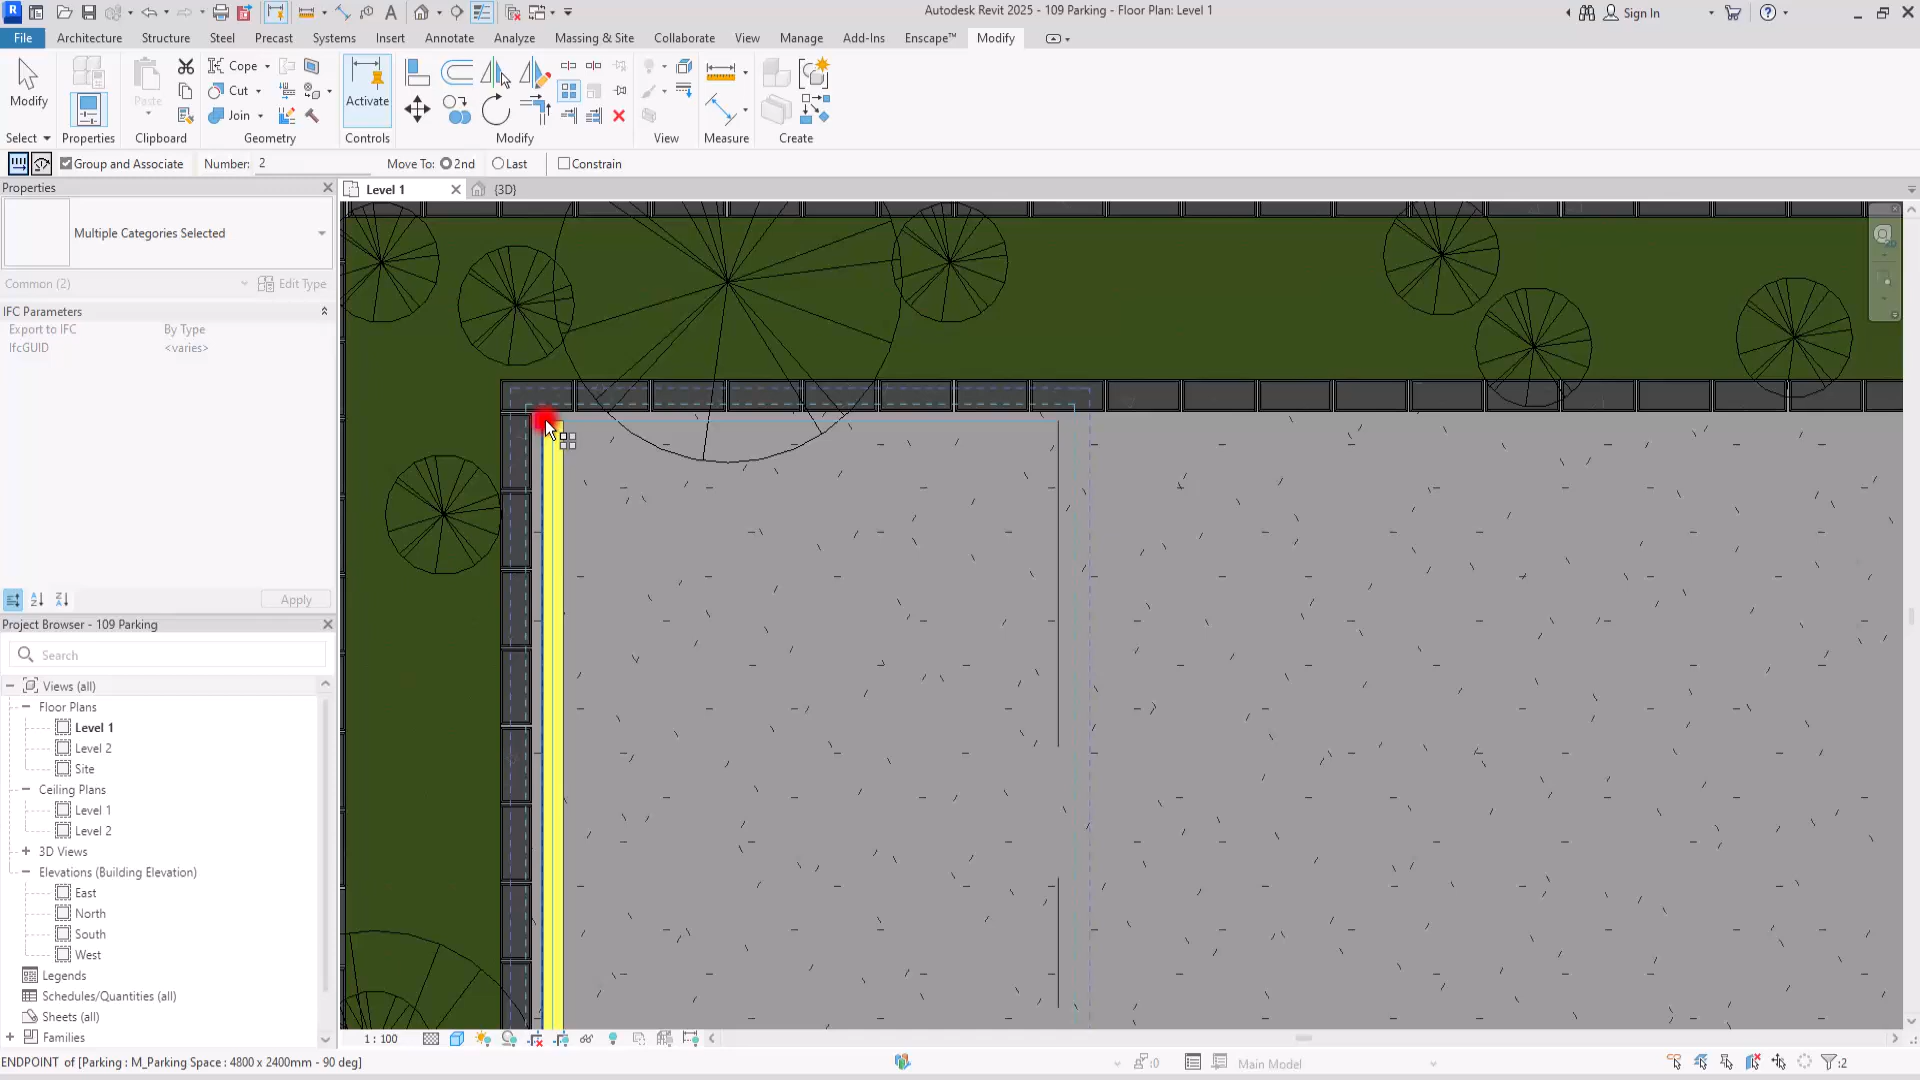 Autodesk Revit 2025 - 109 Parking - Floor Plan: Level 1
Sign In
File Architecture Structure Steel Precast Systems Insert Annotate Analyze Massing & Site Collaborate View Manage Add-Ins Enscape™ Modify
Modify
Paste
Cope
Cut
Join
Activate
Select Properties Clipboard Geometry Controls Modify View Measure Create
Group and Associate Number: 2 Move To: 2nd Last Constrain
Properties
Level 1
{3D}
Multiple Categories Selected
Common (2) Edit Type
IFC Parameters
Export to IFC By Type
IfcGUID <varies>
Apply
Project Browser - 109 Parking
Search
Views (all)
Floor Plans
Level 1
Level 2
Site
Ceiling Plans
Level 1
Level 2
3D Views
Elevations (Building Elevation)
East
North
South
West
Legends
Schedules/Quantities (all)
Sheets (all)
Families
1 : 100
ENDPOINT of [Parking : M_Parking Space : 4800 x 2400mm - 90 deg]
:0
Main Model
:2